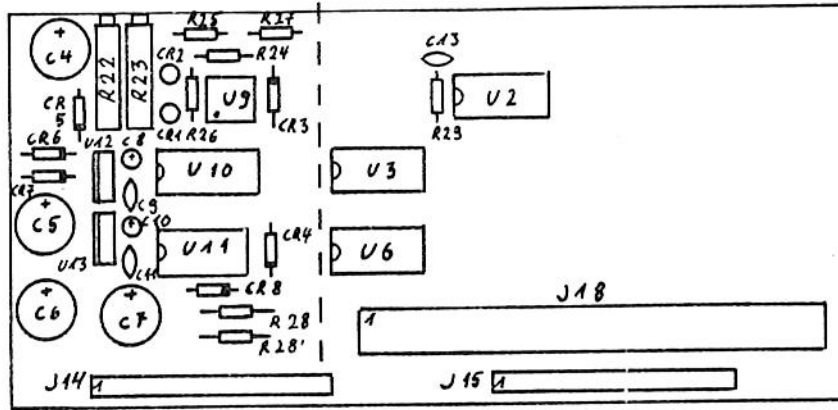 R25
R27
C4
R22
R23
CR2
R24
C13
CR
5
U9
CR3
U2
CR1
R26
R23
CR6
U12
C8
U10
U3
CR7
C9
C10
C5
U13
C11
U11
CR4
U6
CR8
J18
C6
C7
R28
1
R28'
J14
1
J15
1